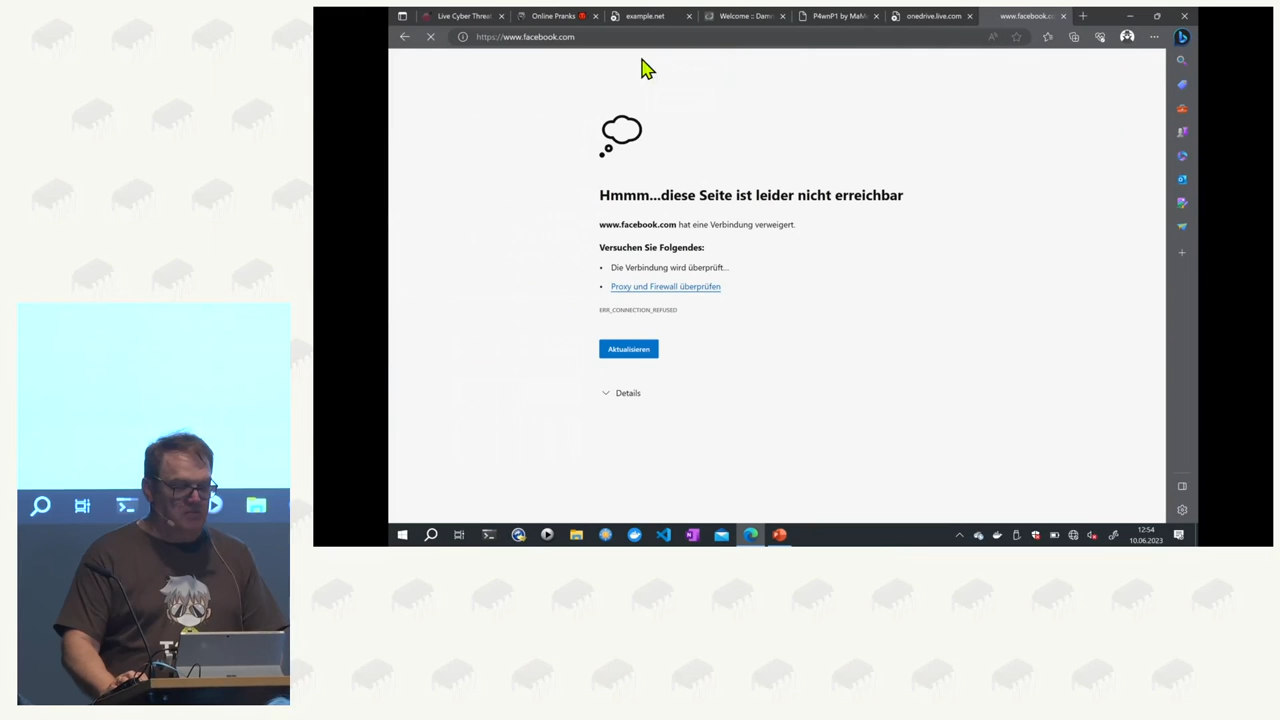 Live Cyber Threa
Online Pranks
example.net
Welcome :: Dam
P4wnP1 by MaM
onedrive.live.com
www.facebook.co
https://www.facebook.com
Hmmm...diese Seite ist leider nicht erreichbar
www.facebook.com hat eine Verbindung verweigert.
Versuchen Sie Folgendes:
• Die Verbindung wird überprüft...
• Proxy und Firewall überprüfen
ERR_CONNECTION_REFUSED
Aktualisieren
Details
12:54
10.06.2023